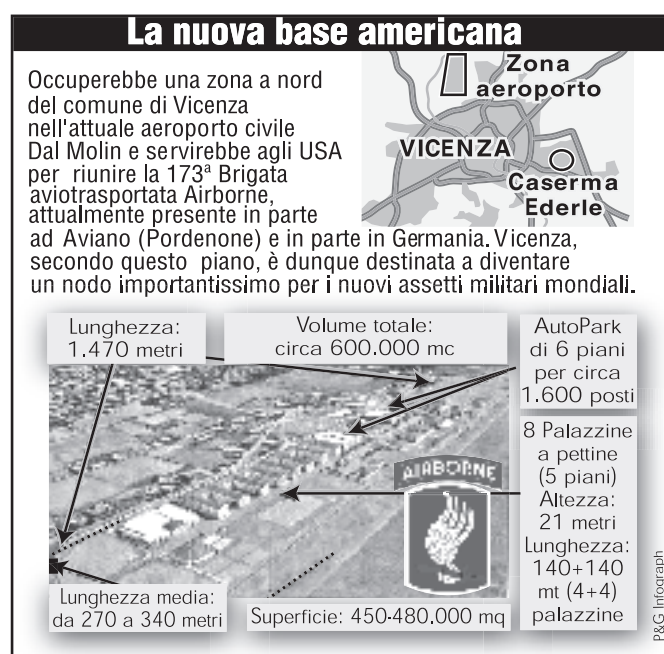 La nuova base americana
Occuperebbe una zona a nord
del comune di Vicenza
nell'attuale aeroporto civile
Dal Molin e servirebbe agli USA
per riunire la 173ª Brigata
aviotrasportata Airborne,
attualmente presente in parte
ad Aviano (Pordenone) e in parte in Germania. Vicenza,
secondo questo piano, è dunque destinata a diventare
un nodo importantissimo per i nuovi assetti militari mondiali.
Zona
aeroporto
VICENZA
Caserma
Ederle
Lunghezza:
1.470 metri
Volume totale:
circa 600.000 mc
AutoPark
di 6 piani
per circa
1.600 posti
8 Palazzine
a pettine
(5 piani)
Altezza:
21 metri
Lunghezza:
140+140
mt (4+4)
palazzine
AIRBORNE
Lunghezza media:
da 270 a 340 metri
Superficie: 450-480.000 mq
P&G Infograph